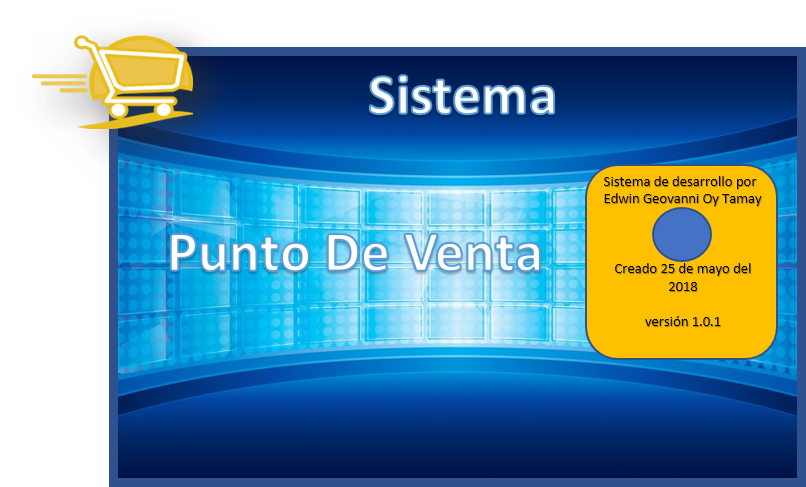 Sistema
Punto De Venta
Sistema de desarrollo por
Edwin Geovanni Oy Tamay
Creado 25 de mayo del
2018
versión 1.0.1